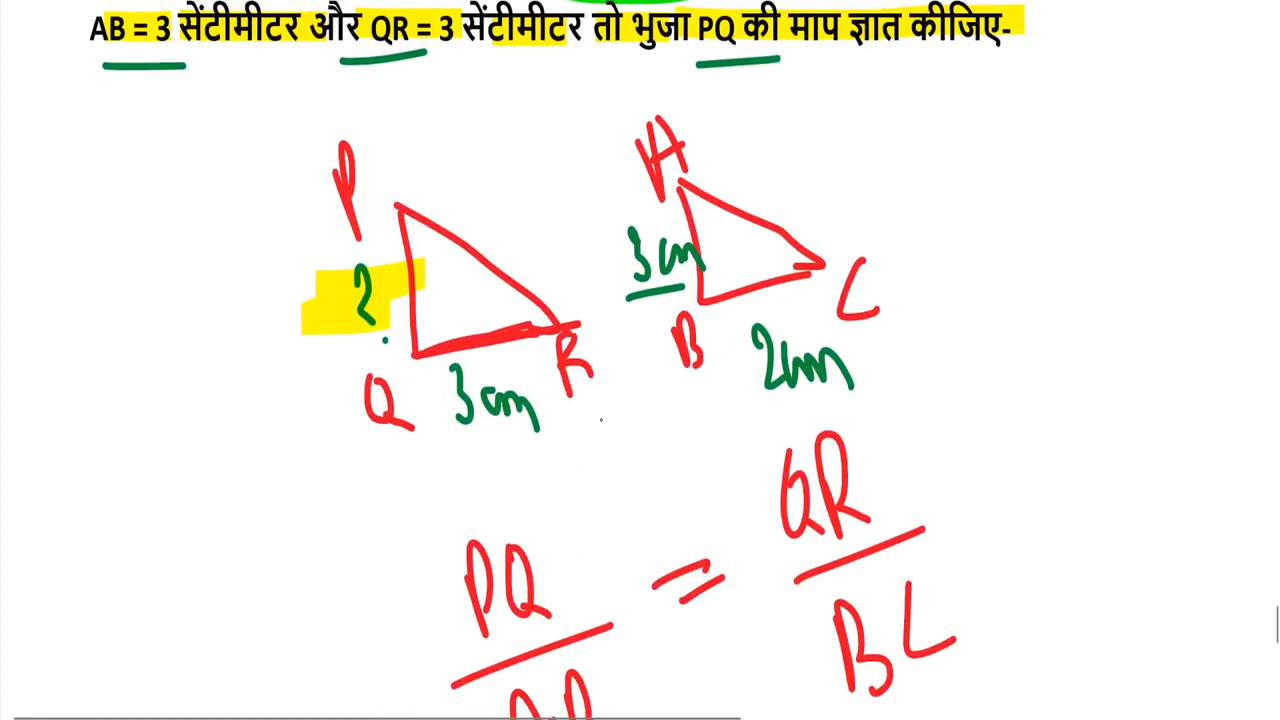 AB = 3 सेंटीमीटर और QR = 3 सेंटीमीटर तो भुजा PQ की माप ज्ञात कीजिए-
P
A
3cm
?
C
B
R
2cm
Q
3cm
PQ = QR
BC